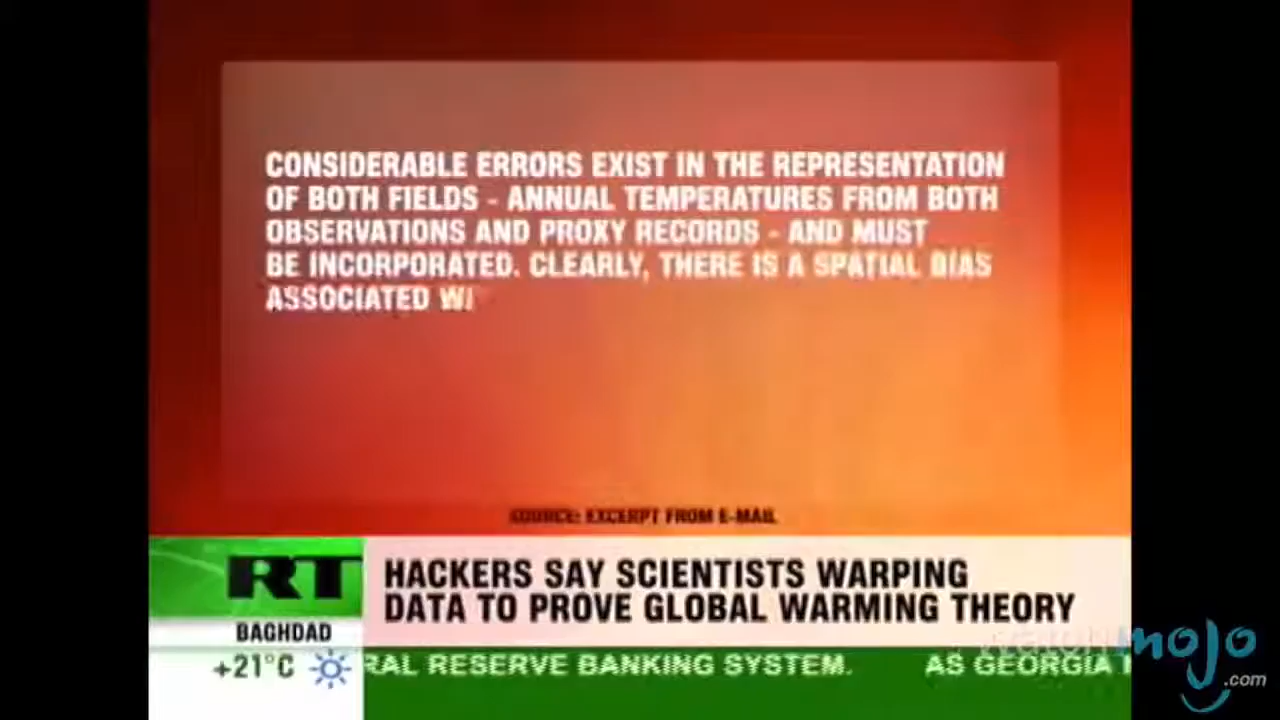 CONSIDERABLE ERRORS EXIST IN THE REPRESENTATION
OF BOTH FIELDS - ANNUAL TEMPERATURES FROM BOTH
OBSERVATIONS AND PROXY RECORDS - AND MUST
BE INCORPORATED. CLEARLY, THERE IS A SPATIAL BIAS
ASSOCIATED WI
SOURCE: EXCERPT FROM E-MAIL
RT
HACKERS SAY SCIENTISTS WARPING
DATA TO PROVE GLOBAL WARMING THEORY
BAGHDAD
+21°C
RAL RESERVE BANKING SYSTEM. AS GEORGIA
watchmojo
.com